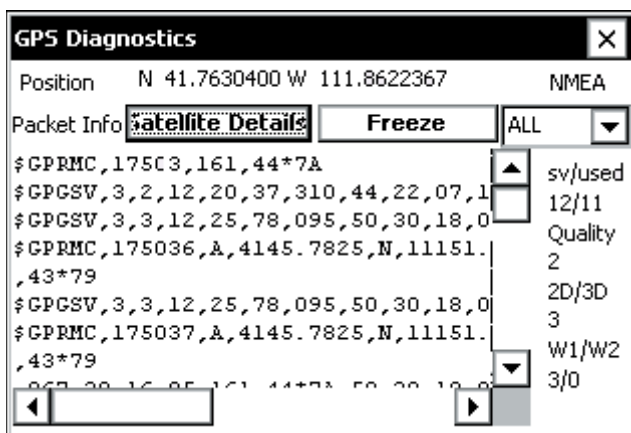 GPS Diagnostics
Position N 41.7630400 W 111.8622367 NMEA
Packet Info Satellite Details Freeze ALL
$GPRMC,17503,161,44*7A
$GPGSV,3,2,12,20,37,310,44,22,07,1
$GPGSV,3,3,12,25,78,095,50,30,18,0
$GPRMC,175036,A,4145.7825,N,11151.
,43*79
$GPGSV,3,3,12,25,78,095,50,30,18,0
$GPRMC,175037,A,4145.7825,N,11151.
,43*79
sv/used
12/11
Quality
2
2D/3D
3
W1/W2
3/0